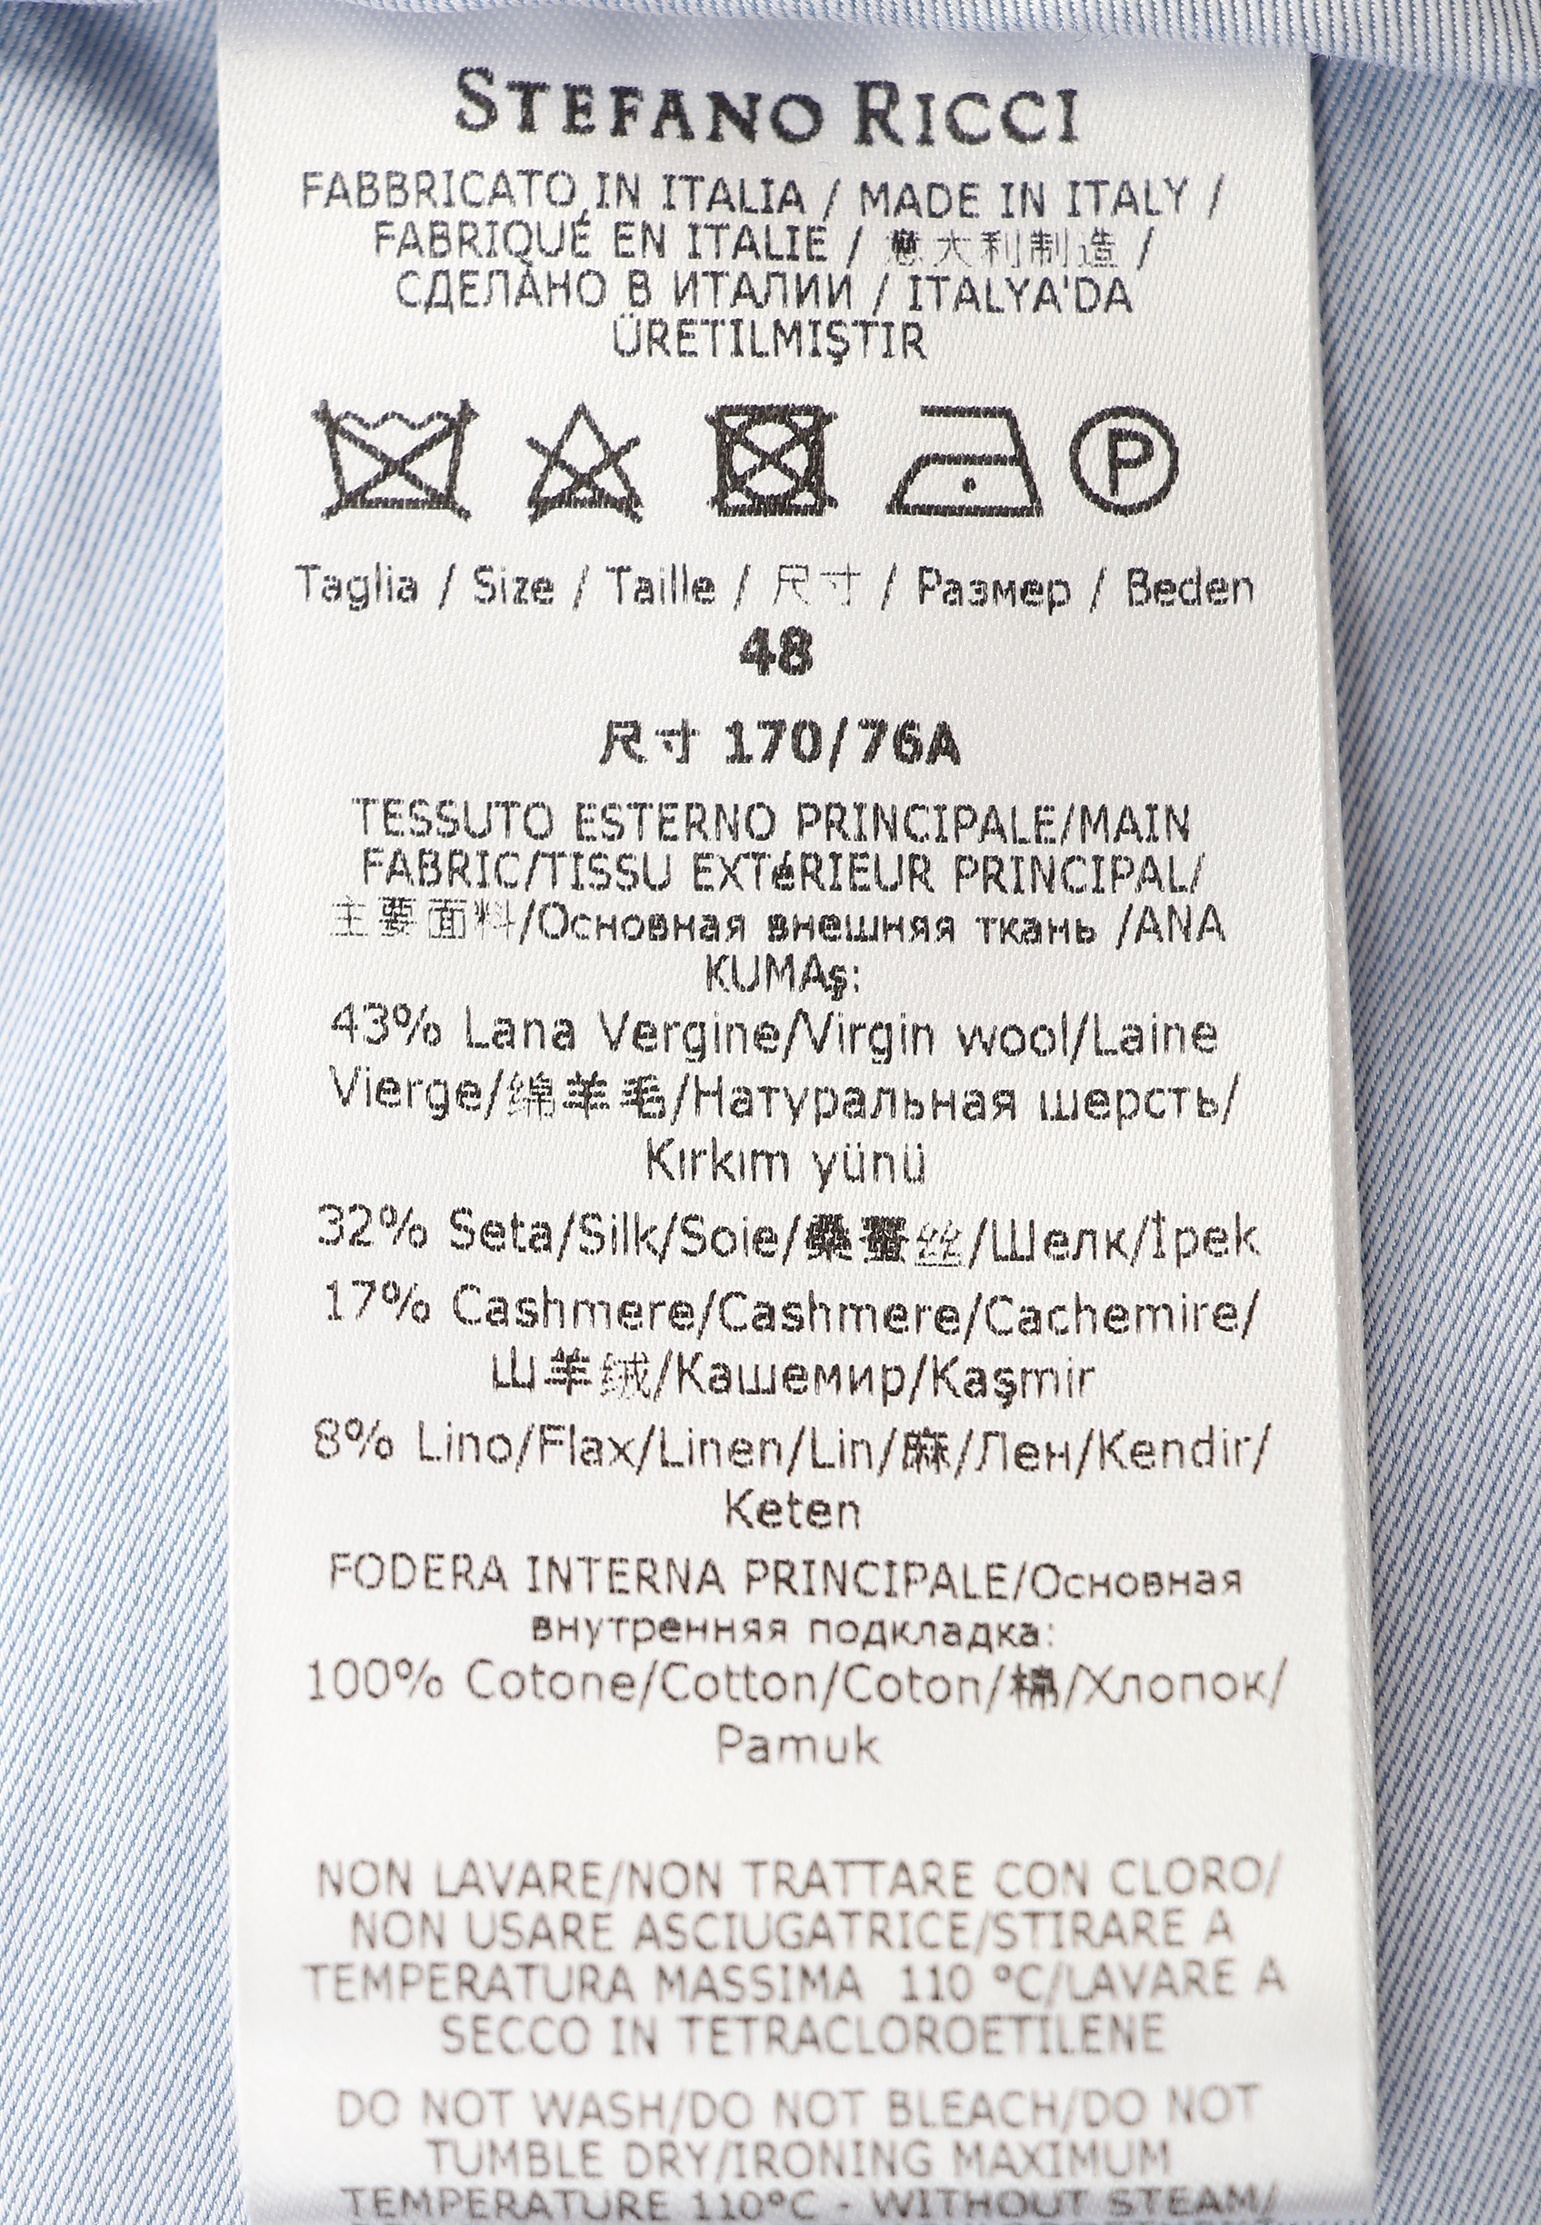 STEFANO RICCI
FABBRICATO IN ITALIA / MADE IN ITALY /
FABRIQUÉ EN ITALIE / 意大利制造 /
СДЕЛАНО В ИТАЛИИ / ITALYA'DA
ÜRETILMIŞTIR
P
Taglia / Size / Taille / 尺寸 / Размер / Beden
48
尺寸 170/76A
TESSUTO ESTERNO PRINCIPALE/MAIN
FABRIC/TISSU EXTéRIEUR PRINCIPAL/
主要面料/Основная внешняя ткань /ANA
KUMAş:
43% Lana Vergine/Virgin wool/Laine
Vierge/绵羊毛/Натуральная шерсть/
Kırkım yünü
32% Seta/Silk/Soie/桑蚕丝/Шелк/İpek
17% Cashmere/Cashmere/Cachemire/
山羊绒/Кашемир/Kaşmir
8% Lino/Flax/Linen/Lin/麻/Лен/Kendir/
Keten
FODERA INTERNA PRINCIPALE/Основная
внутренняя подкладка:
100% Cotone/Cotton/Coton/棉/Хлопок/
Pamuk
NON LAVARE/NON TRATTARE CON CLORO/
NON USARE ASCIUGATRICE/STIRARE A
TEMPERATURA MASSIMA 110 °C/LAVARE A
SECCO IN TETRACLOROETILENE
DO NOT WASH/DO NOT BLEACH/DO NOT
TUMBLE DRY/IRONING MAXIMUM
TEMPERATURE 110°C - WITHOUT STEAM/